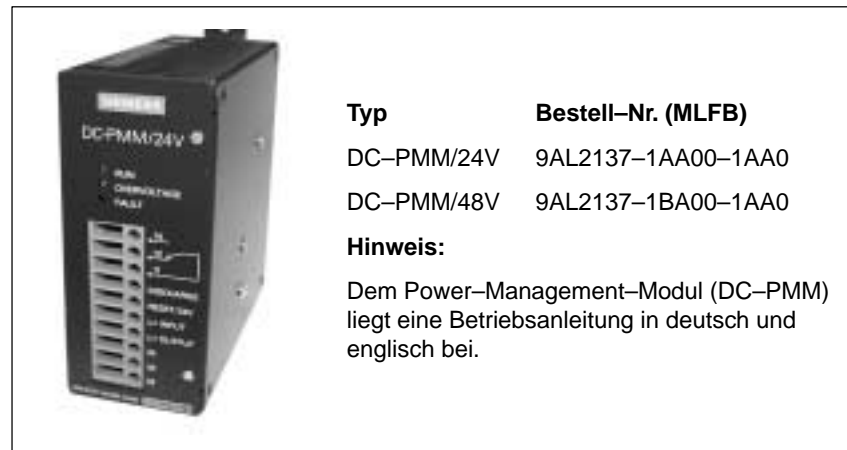 SIEMENS
DC-PMM/24V
RUN
OVERVOLTAGE
FAULT
L+ INPUT
Typ Bestell–Nr. (MLFB)
DC–PMM/24V 9AL2137–1AA00–1AA0
DC–PMM/48V 9AL2137–1BA00–1AA0
Hinweis:
Dem Power–Management–Modul (DC–PMM)
liegt eine Betriebsanleitung in deutsch und
englisch bei.